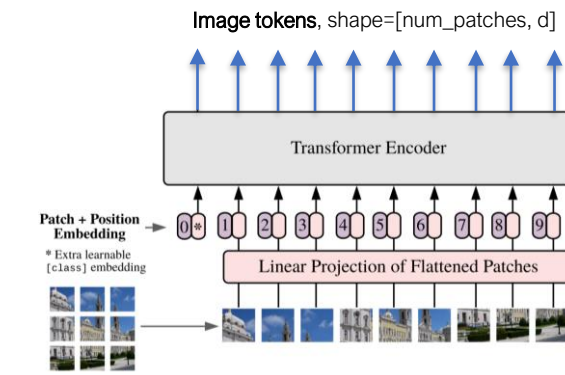 Image tokens, shape=[num_patches, d]
Transformer Encoder
Patch + Position
Embedding
0 * 1 2 3 4 5 6 7 8 9
* Extra learnable
[class] embedding
Linear Projection of Flattened Patches